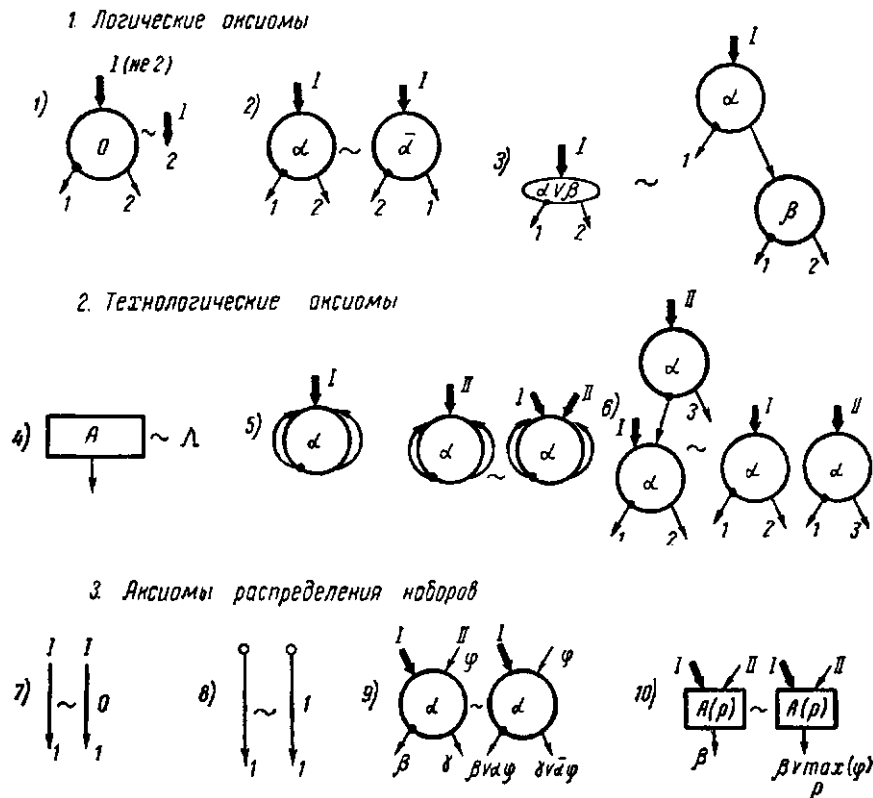 1. Логические аксиомы
1) I (не 2) 0 1 2 ~ I 2
2) I α 1 2 ~ I ᾱ 2 1
3) I α∨β 1 2 ~ I α 1 β 1 2
2. Технологические аксиомы
4) A ~ Λ
5) I α II α ~ I II α
6) II α 3 I α 1 2 ~ I α 1 2 II α 1 3
3. Аксиомы распределения наборов
7) I 1 ~ I 0 1
8) 1 ~ 1 1
9) I II φ α β γ ~ I φ α β∨αφ γ∨ᾱφ
10) I II A(p) β ~ I II A(p) β∨max(φ) p